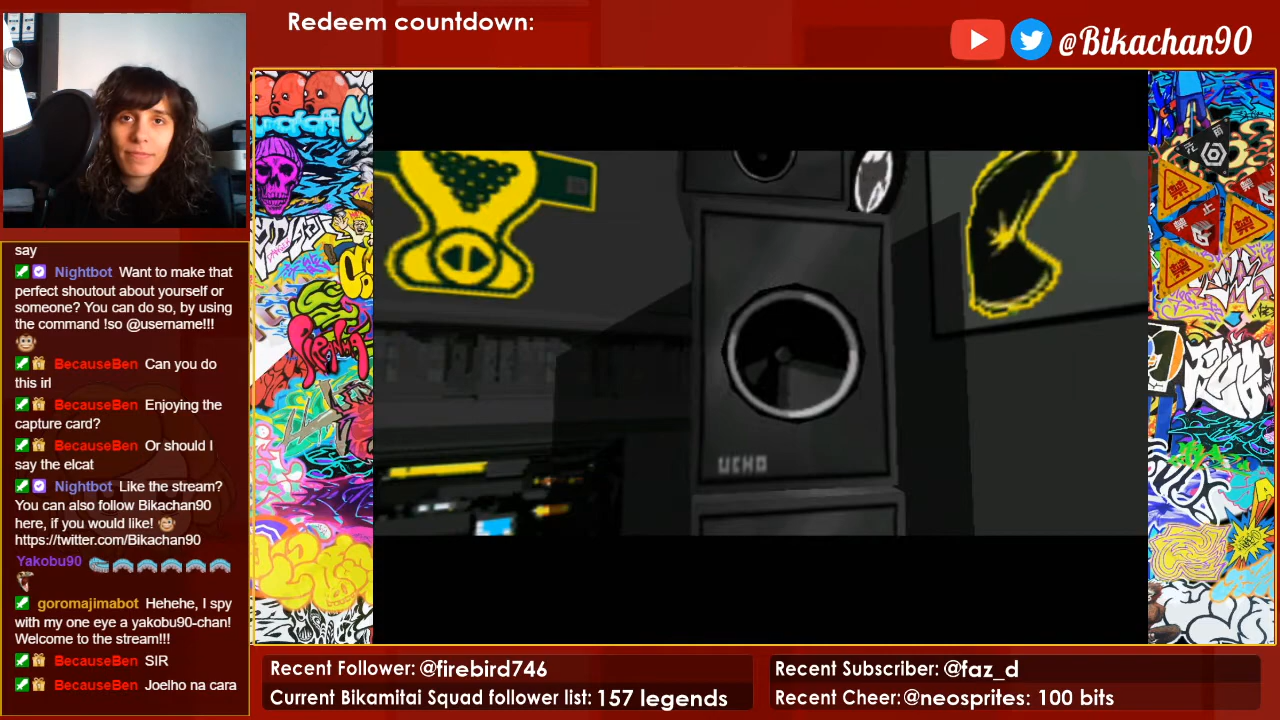 Redeem countdown:
@Bikachan90
say
Nightbot Want to make that
perfect shoutout about yourself or
someone? You can do so, by using
the command !so @username!!!
BecauseBen Can you do
this irl
BecauseBen Enjoying the
capture card?
BecauseBen Or should I
say the elcat
Nightbot Like the stream?
You can also follow Bikachan90
here, if you would like!
https://twitter.com/Bikachan90
Yakobu90
goromajimabot Hehehe, I spy
with my one eye a yakobu90-chan!
Welcome to the stream!!!
BecauseBen SIR
BecauseBen Joelho na cara
UCHO
禁
止
禁
禁
Recent Follower: @firebird746
Current Bikamitai Squad follower list: 157 legends
Recent Subscriber: @faz_d
Recent Cheer:@neosprites: 100 bits